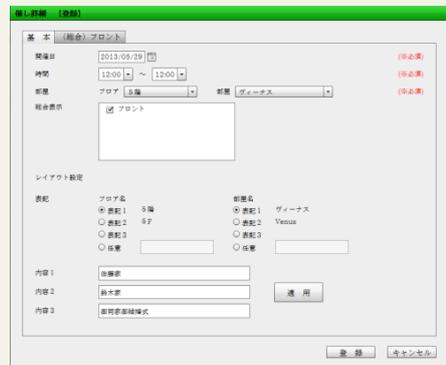 催し詳細 【登録】
基 本 (総合) フロント
開催日 2013/05/29 (※必須)
時間 12:00 ～ 12:00 (※必須)
部屋 フロア 5階 部屋 ヴィーナス (※必須)
総合表示 フロント
レイアウト設定
表記 フロア名 部屋名
表記1 5階 表記1 ヴィーナス
表記2 5F 表記2 Venus
表記3 表記3
任意 任意
内容1 佐藤家
内容2 鈴木家 適 用
内容3 御両家御結婚式
登 録 キャンセル